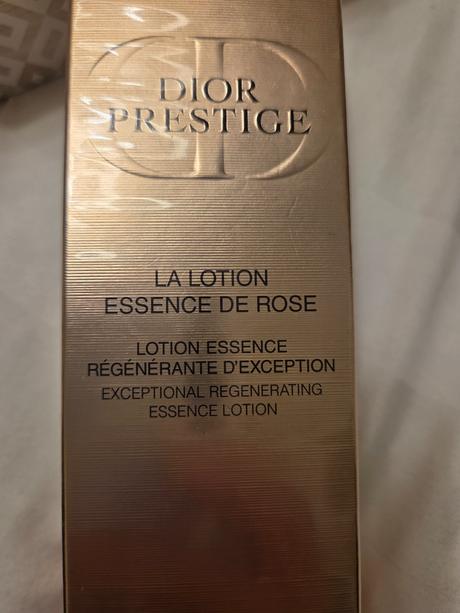 DIOR
PRESTIGE
LA LOTION
ESSENCE DE ROSE
LOTION ESSENCE
RÉGÉNÉRANTE D'EXCEPTION
EXCEPTIONAL REGENERATING
ESSENCE LOTION